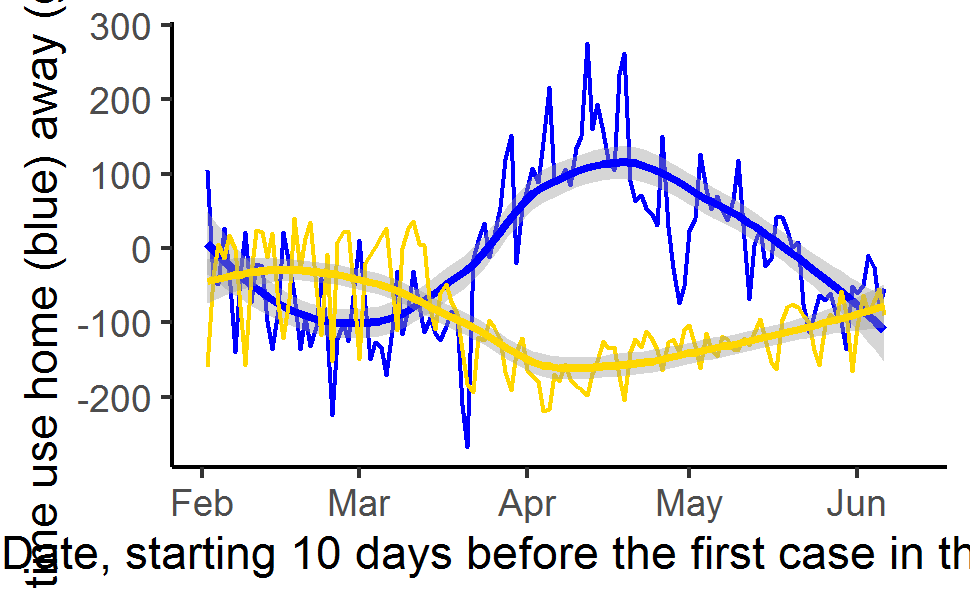 time use home (blue) away (
300
200
100
0
-100
-200
Feb Mar Apr May Jun
Date, starting 10 days before the first case in th